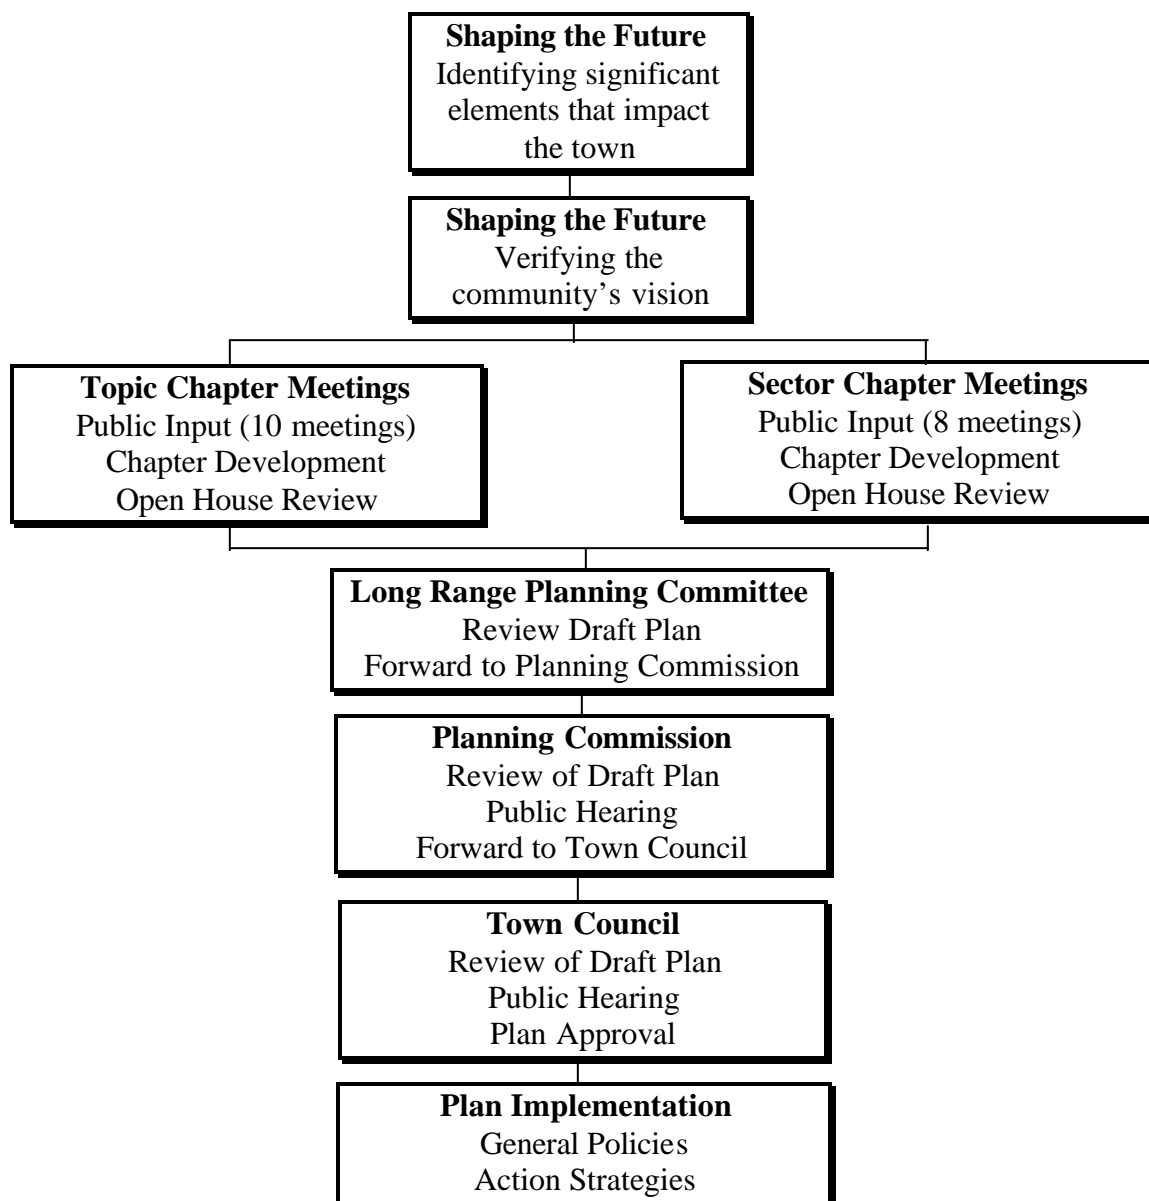 Shaping the Future
Identifying significant
elements that impact
the town
Shaping the Future
Verifying the
community’s vision
Topic Chapter Meetings
Public Input (10 meetings)
Chapter Development
Open House Review
Sector Chapter Meetings
Public Input (8 meetings)
Chapter Development
Open House Review
Long Range Planning Committee
Review Draft Plan
Forward to Planning Commission
Planning Commission
Review of Draft Plan
Public Hearing
Forward to Town Council
Town Council
Review of Draft Plan
Public Hearing
Plan Approval
Plan Implementation
General Policies
Action Strategies